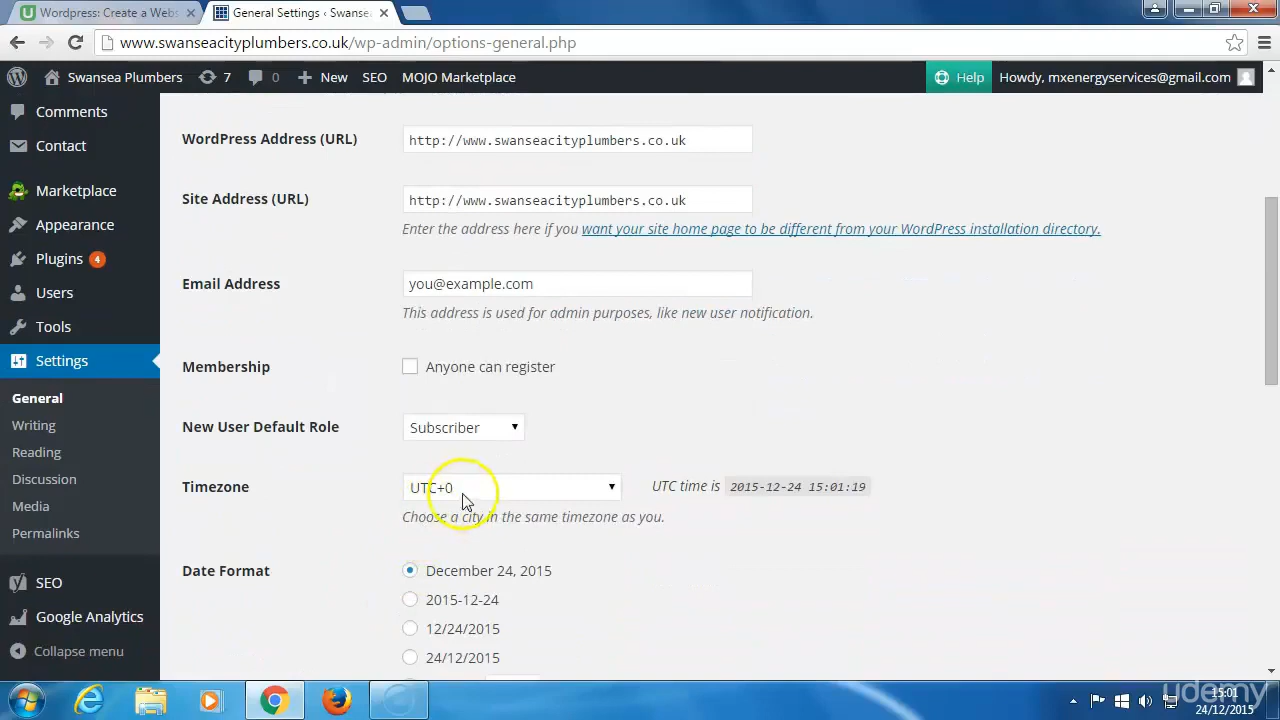 Wordpress: Create a Webs
General Settings ‹ Swanse
www.swanseacityplumbers.co.uk/wp-admin/options-general.php
Swansea Plumbers 7 0 New SEO MOJO Marketplace Help Howdy, mxenergyservices@gmail.com
Comments
Contact
Marketplace
Appearance
Plugins 4
Users
Tools
Settings
General
Writing
Reading
Discussion
Media
Permalinks
SEO
Google Analytics
Collapse menu
WordPress Address (URL) http://www.swanseacityplumbers.co.uk
Site Address (URL) http://www.swanseacityplumbers.co.uk
Enter the address here if you want your site home page to be different from your WordPress installation directory.
Email Address you@example.com
This address is used for admin purposes, like new user notification.
Membership Anyone can register
New User Default Role Subscriber
Timezone UTC+0 UTC time is 2015-12-24 15:01:19
Choose a city in the same timezone as you.
Date Format December 24, 2015
2015-12-24
12/24/2015
24/12/2015
udemy
15:01
24/12/2015